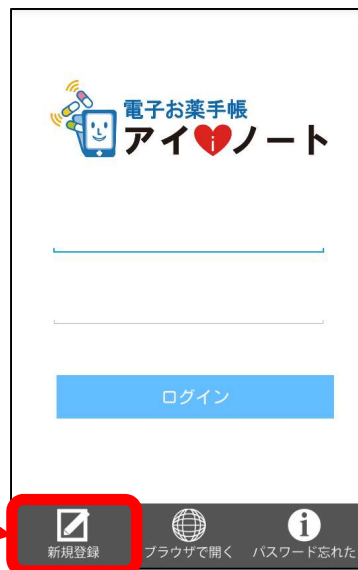 電子お薬手帳
アイiノート
ログイン
新規登録
ブラウザで開く
パスワード忘れた